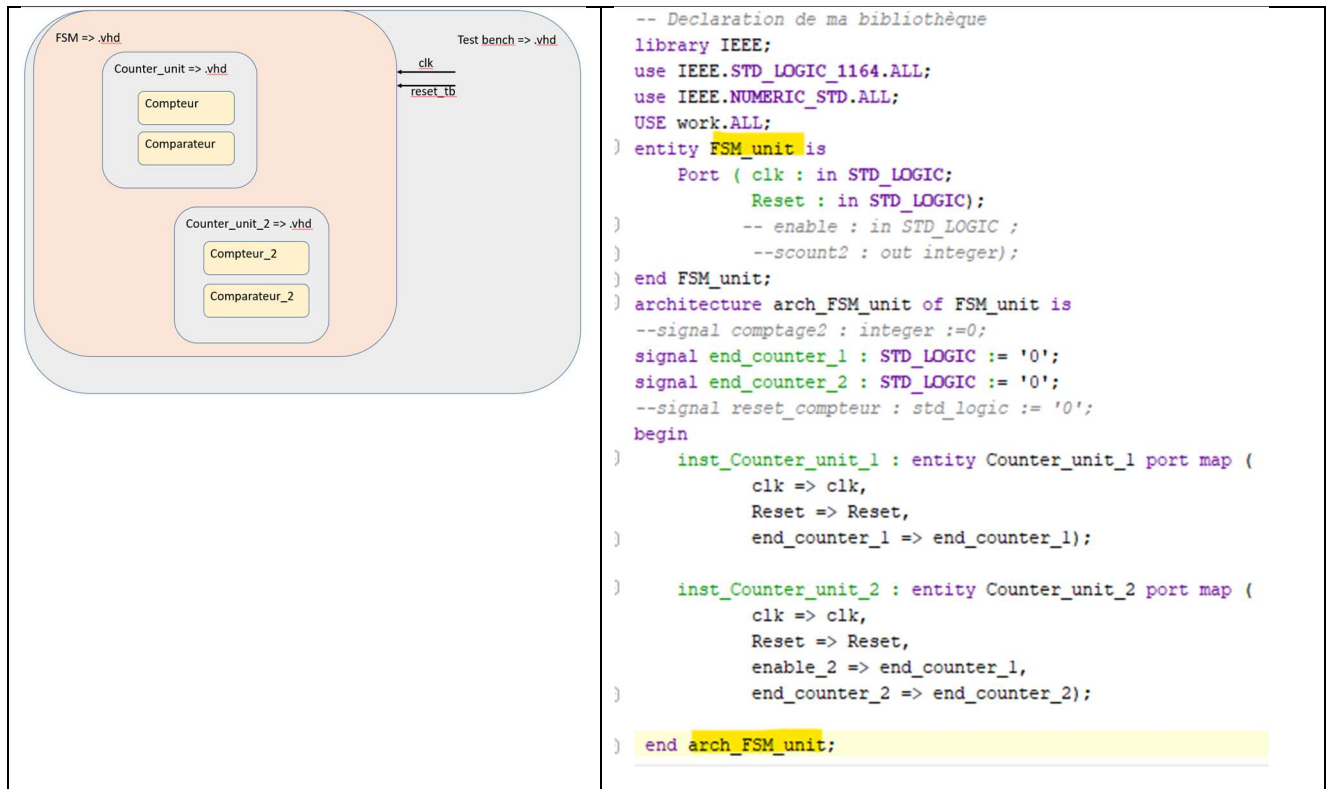 FSM => .vhd
Test bench => .vhd
Counter_unit => .vhd
clk
Compteur
reset_tb
Comparateur
Counter_unit_2 => .vhd
Compteur_2
Comparateur_2
-- Declaration de ma bibliothèque
library IEEE;
use IEEE.STD_LOGIC_1164.ALL;
use IEEE.NUMERIC_STD.ALL;
USE work.ALL;
entity FSM_unit is
Port ( clk : in STD_LOGIC;
Reset : in STD_LOGIC);
-- enable : in STD_LOGIC ;
--scount2 : out integer);
end FSM_unit;
architecture arch_FSM_unit of FSM_unit is
--signal comptage2 : integer :=0;
signal end_counter_1 : STD_LOGIC := '0';
signal end_counter_2 : STD_LOGIC := '0';
--signal reset_compteur : std_logic := '0';
begin
inst_Counter_unit_1 : entity Counter_unit_1 port map (
clk => clk,
Reset => Reset,
end_counter_1 => end_counter_1);
inst_Counter_unit_2 : entity Counter_unit_2 port map (
clk => clk,
Reset => Reset,
enable_2 => end_counter_1,
end_counter_2 => end_counter_2);
end arch_FSM_unit;